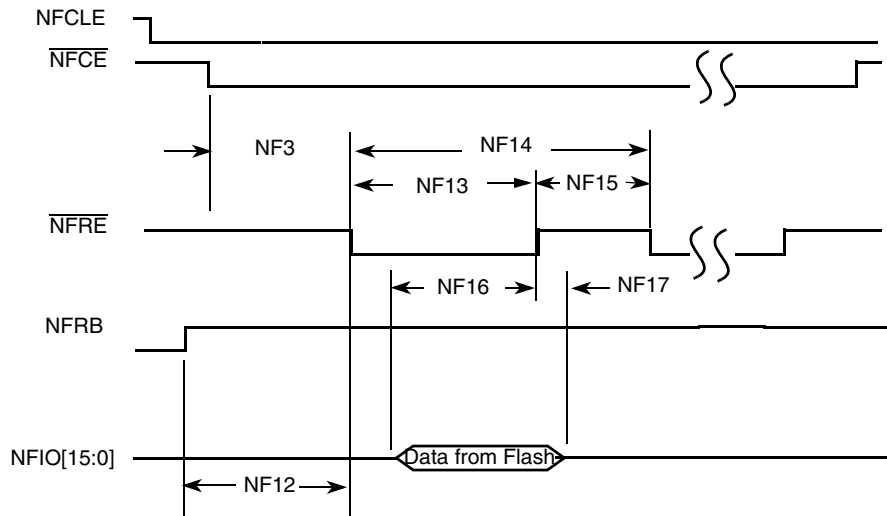 NFCLE
NFCE
NF3
NF14
NF13
NF15
NFRE
NF16
NF17
NFRB
NFIO[15:0]
Data from Flash
NF12